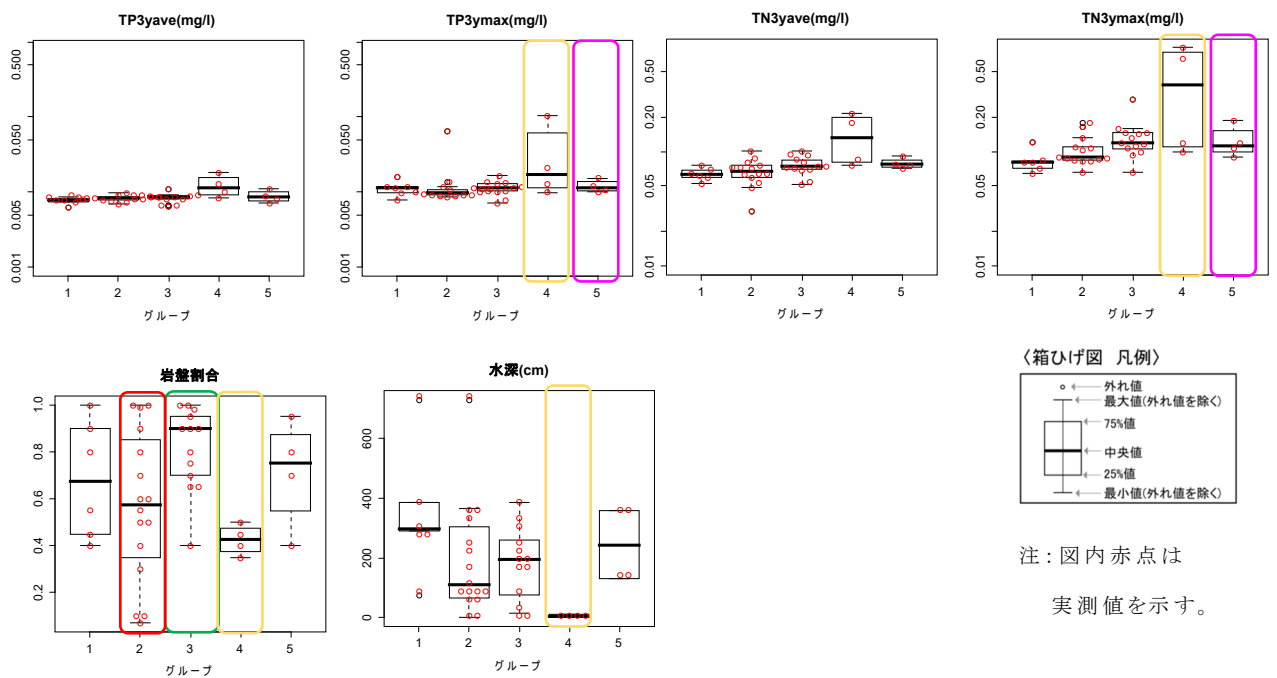 TP3yave(mg/l)
0.500
0.050
0.005
0.001
1 2 3 4 5
グループ
TP3ymax(mg/l)
0.500
0.050
0.005
0.001
1 2 3 4 5
グループ
TN3yave(mg/l)
0.50
0.20
0.05
0.01
1 2 3 4 5
グループ
TN3ymax(mg/l)
0.50
0.20
0.05
0.01
1 2 3 4 5
グループ
岩盤割合
1.0
0.8
0.6
0.4
0.2
1 2 3 4 5
グループ
水深(cm)
600
400
200
0
1 2 3 4 5
グループ
〈箱ひげ図 凡例〉
外れ値
最大値(外れ値を除く)
75%値
中央値
25%値
最小値(外れ値を除く)
注:図内赤点は
実測値を示す。